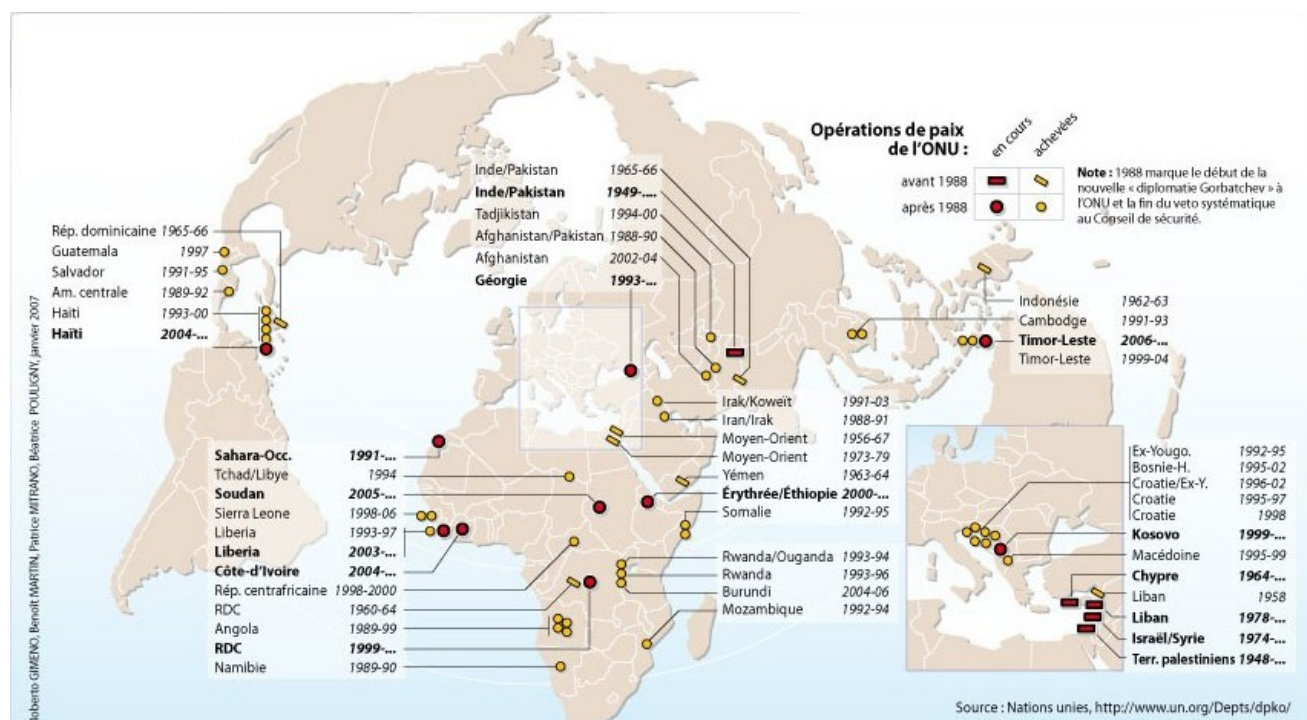 Opérations de paix
de l'ONU :
en cours
achevées
avant 1988
après 1988
Note : 1988 marque le début de la
nouvelle « diplomatie Gorbatchev » à
l'ONU et la fin du veto systématique
au Conseil de sécurité.
Rép. dominicaine 1965-66
Guatemala 1997
Salvador 1991-95
Am. centrale 1989-92
Haïti 1993-00
Haïti 2004-...
Inde/Pakistan 1965-66
Inde/Pakistan 1949-....
Tadjikistan 1994-00
Afghanistan/Pakistan 1988-90
Afghanistan 2002-04
Géorgie 1993-...
Indonésie 1962-63
Cambodge 1991-93
Timor-Leste 2006-...
Timor-Leste 1999-04
Irak/Koweït 1991-03
Iran/Irak 1988-91
Moyen-Orient 1956-67
Moyen-Orient 1973-79
Yémen 1963-64
Érythrée/Éthiopie 2000-...
Somalie 1992-95
Rwanda/Ouganda 1993-94
Rwanda 1993-96
Burundi 2004-06
Mozambique 1992-94
Sahara-Occ. 1991-...
Tchad/Libye 1994
Soudan 2005-...
Sierra Leone 1998-06
Liberia 1993-97
Liberia 2003-...
Côte-d'Ivoire 2004-...
Rép. centrafricaine 1998-2000
RDC 1960-64
Angola 1989-99
RDC 1999-...
Namibie 1989-90
Ex-Yougo. 1992-95
Bosnie-H. 1995-02
Croatie/Ex-Y. 1996-02
Croatie 1995-97
Croatie 1998
Kosovo 1999-...
Macédoine 1995-99
Chypre 1964-...
Liban 1958
Liban 1978-...
Israël/Syrie 1974-...
Terr. palestiniens 1948-...
Roberto GIMENO, Benoit MARTIN, Patrice MITRANO, Béatrice POULIGNY, janvier 2007
Source : Nations unies, http://www.un.org/Depts/dpko/